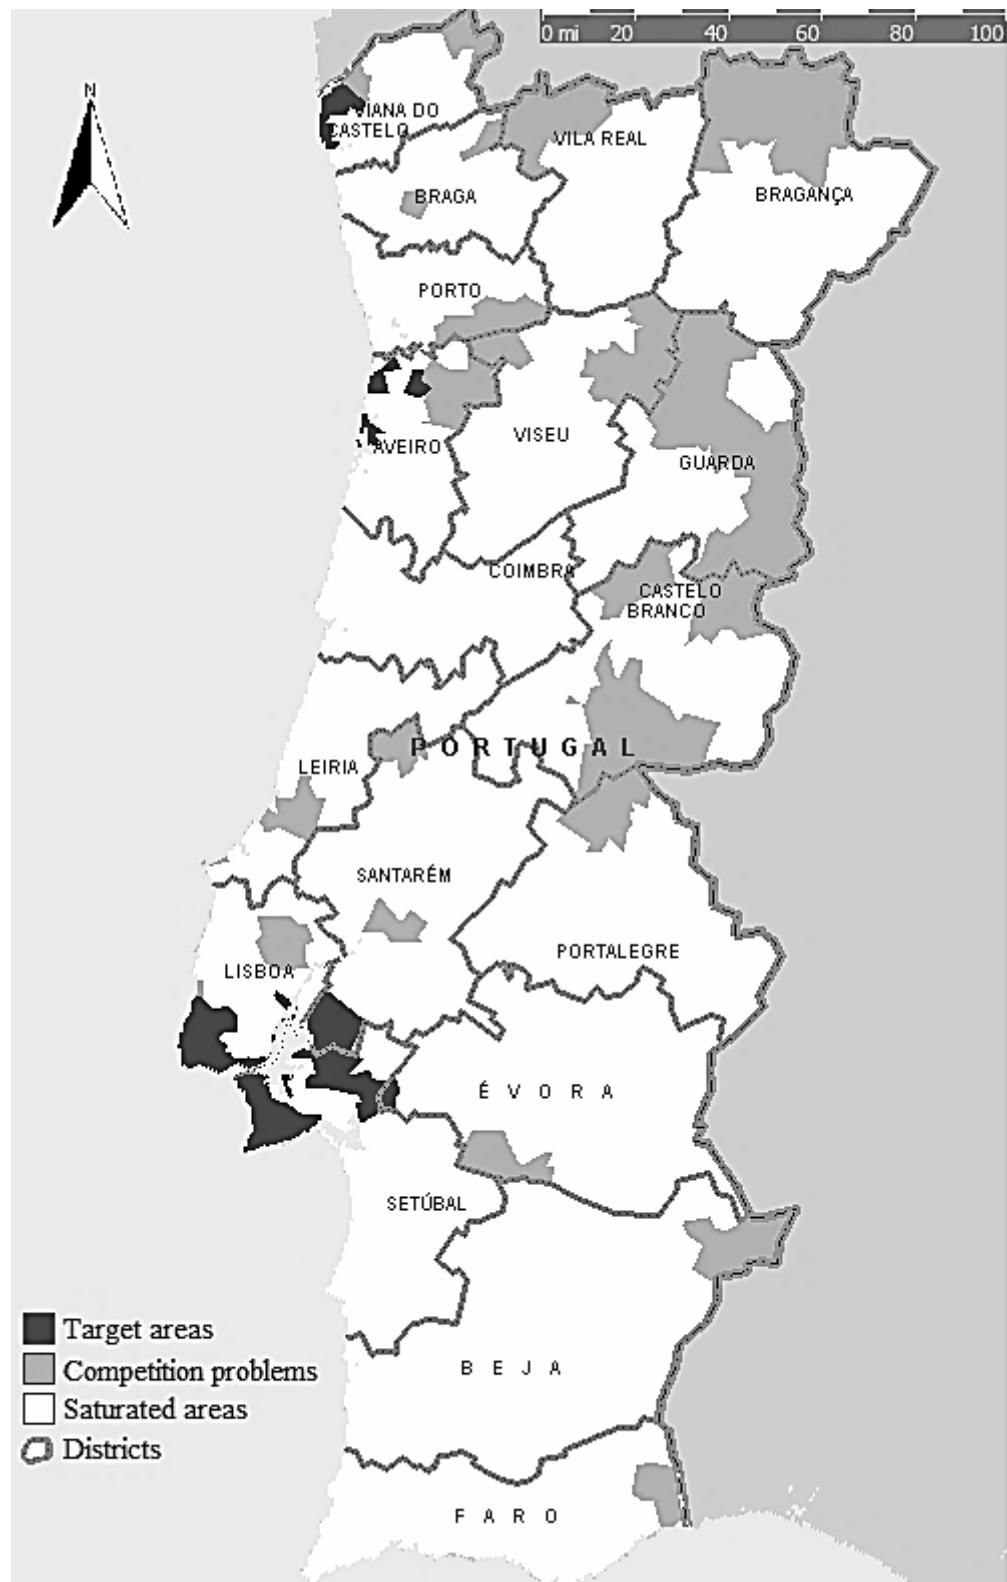 0 mi 20 40 60 80 100
N
VIANA DO
CASTELO
VILA REAL
BRAGA
BRAGANÇA
PORTO
AVEIRO
VISEU
GUARDA
COIMBRA
CASTELO
BRANCO
PORTUGAL
LEIRIA
SANTARÉM
PORTALEGRE
LISBOA
ÉVORA
SETÚBAL
BEJA
FARO
Target areas
Competition problems
Saturated areas
Districts